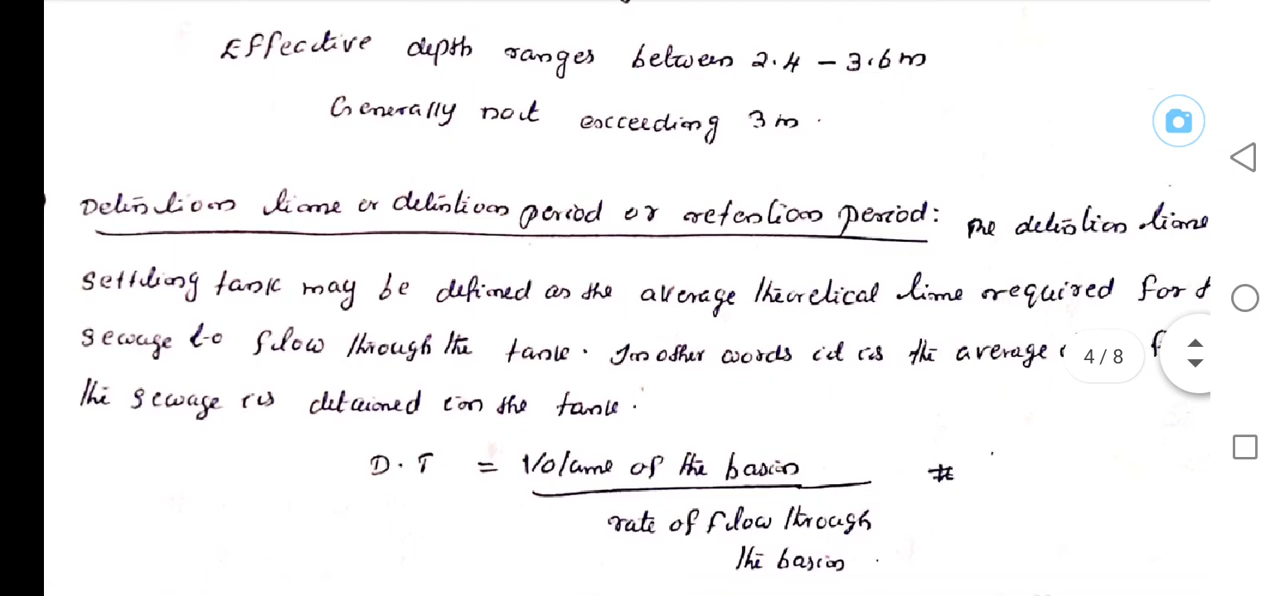 Effective depth ranges between 2.4 - 3.6m
Generally not exceeding 3m.
Detention time or detention period or retention period: The detention time
settling tank may be defined as the average theoretical time required for t
sewage to flow through the tank. In other words it is the average
the sewage is detained in the tank.
D.T = Volume of the basin #
rate of flow through
the basin.
4/8